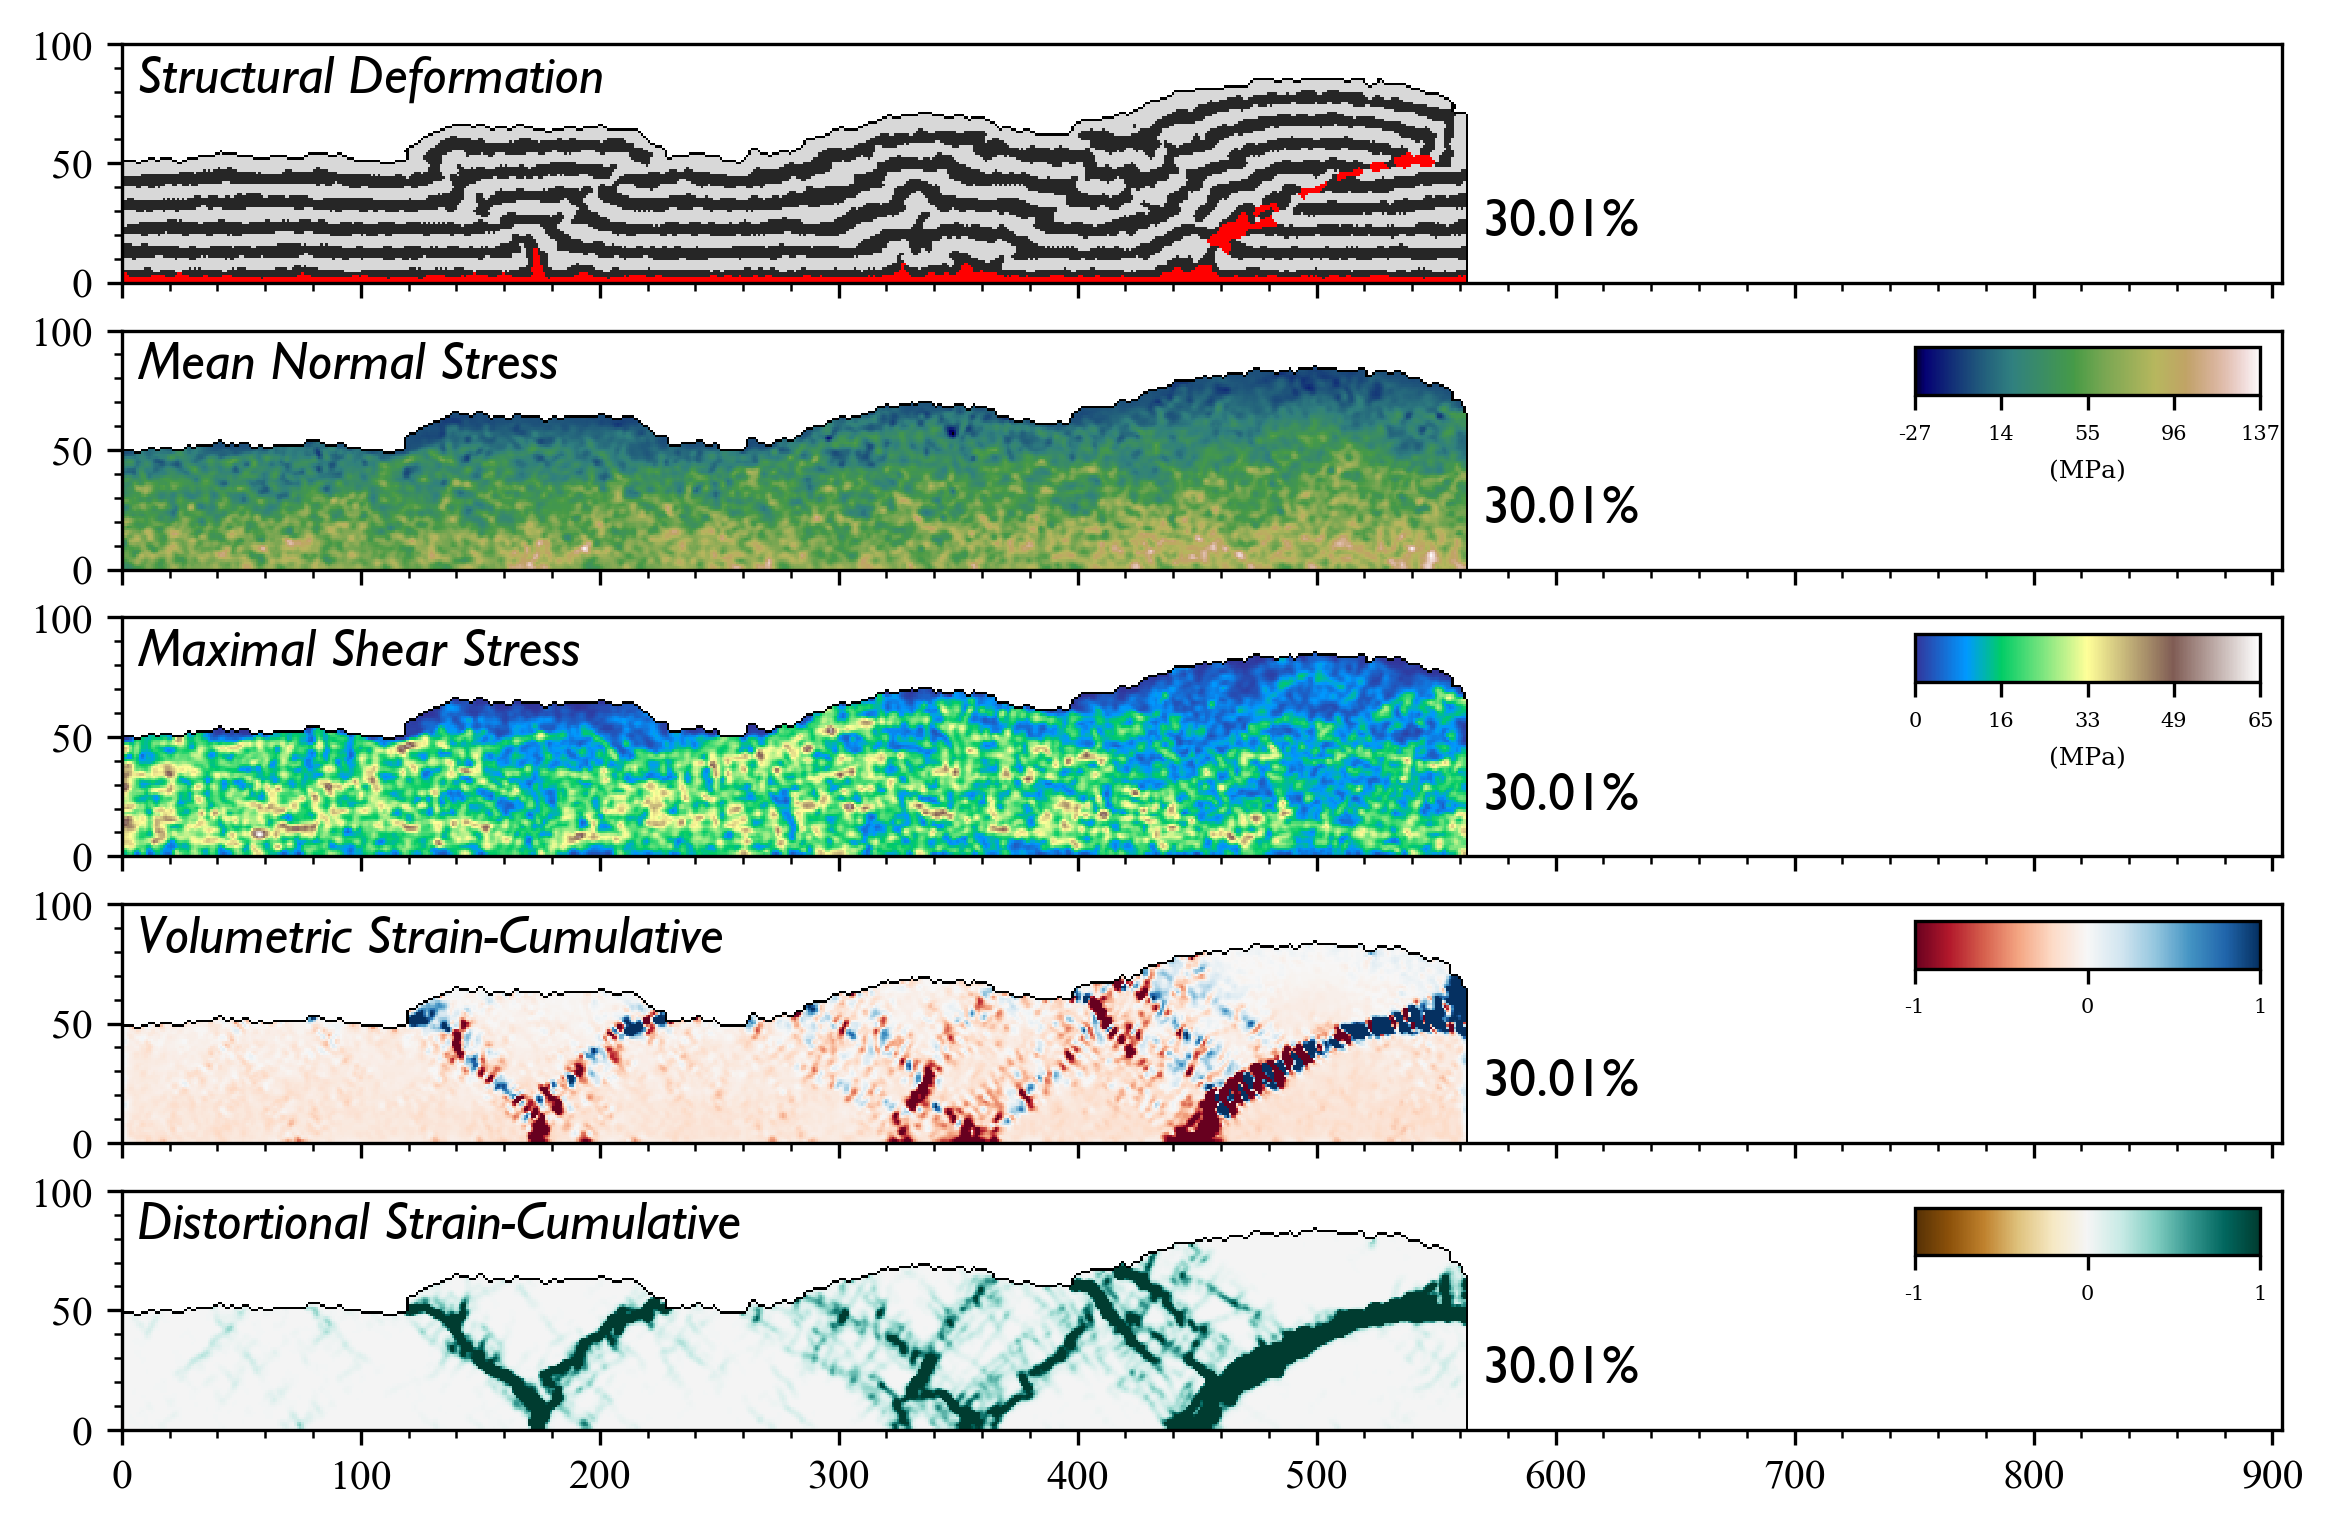 100
Structural Deformation
50
30.01%
0
100
Mean Normal Stress
-27 14 55 96 137
50
(MPa)
30.01%
0
100
Maximal Shear Stress
0 16 33 49 65
50
(MPa)
30.01%
0
100
Volumetric Strain-Cumulative
-1 0 1
50
30.01%
0
100
Distortional Strain-Cumulative
-1 0 1
50
30.01%
0
0 100 200 300 400 500 600 700 800 900